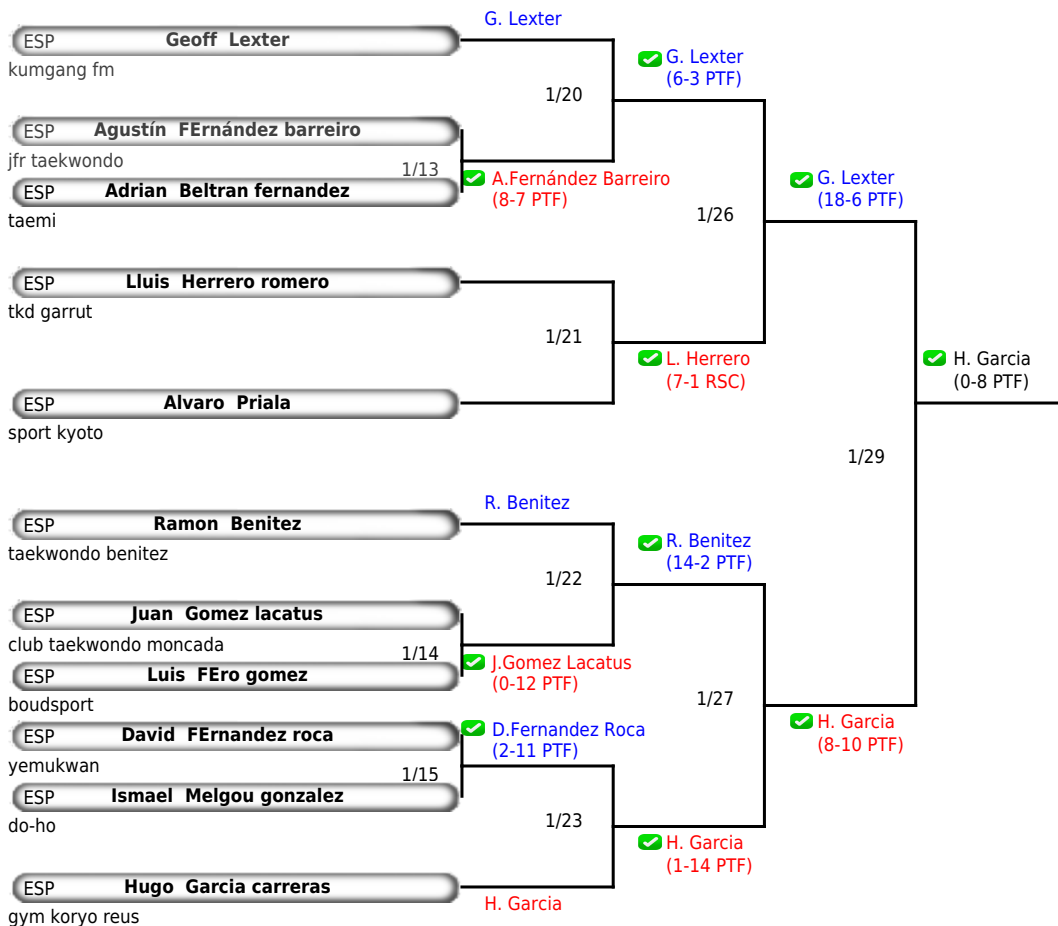 G. Lexter
ESP Geoff Lexter
kumgang fm
G. Lexter
(6-3 PTF)
1/20
ESP Agustín FErnández barreiro
jfr taekwondo
1/13
ESP Adrian Beltran fernandez
taemi
A.Fernández Barreiro
(8-7 PTF)
G. Lexter
(18-6 PTF)
1/26
ESP Lluis Herrero romero
tkd garrut
1/21
L. Herrero
(7-1 RSC)
H. Garcia
(0-8 PTF)
ESP Alvaro Priala
sport kyoto
1/29
R. Benitez
ESP Ramon Benitez
taekwondo benitez
R. Benitez
(14-2 PTF)
1/22
ESP Juan Gomez lacatus
club taekwondo moncada
1/14
ESP Luis FEro gomez
boudsport
J.Gomez Lacatus
(0-12 PTF)
1/27
ESP David FErnandez roca
yemukwan
D.Fernandez Roca
(2-11 PTF)
H. Garcia
(8-10 PTF)
1/15
ESP Ismael Melgou gonzalez
do-ho
1/23
H. Garcia
(1-14 PTF)
ESP Hugo Garcia carreras
gym koryo reus
H. Garcia